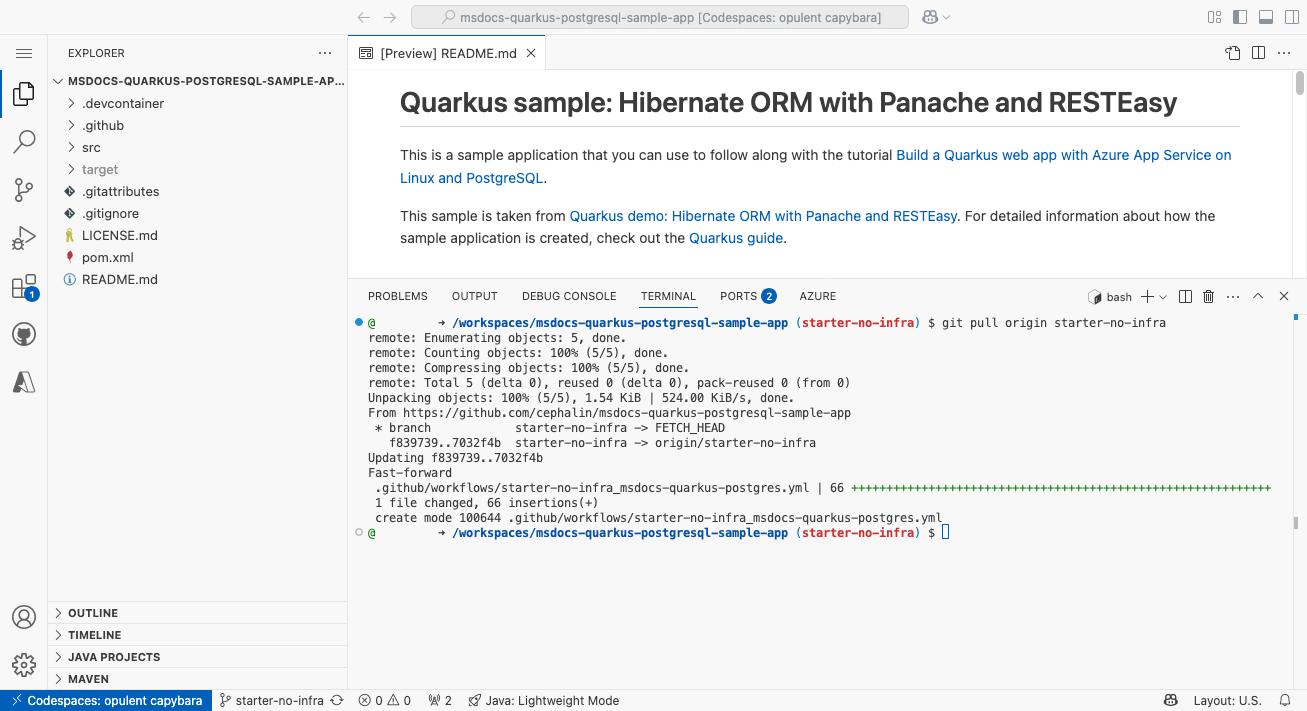 msdocs-quarkus-postgresql-sample-app [Codespaces: opulent capybara]
EXPLORER
MSDOCS-QUARKUS-POSTGRESQL-SAMPLE-AP...
.devcontainer
.github
src
target
.gitattributes
.gitignore
LICENSE.md
pom.xml
README.md
1
OUTLINE
TIMELINE
JAVA PROJECTS
MAVEN
[Preview] README.md
Quarkus sample: Hibernate ORM with Panache and RESTEasy
This is a sample application that you can use to follow along with the tutorial Build a Quarkus web app with Azure App Service on
Linux and PostgreSQL.
This sample is taken from Quarkus demo: Hibernate ORM with Panache and RESTEasy. For detailed information about how the
sample application is created, check out the Quarkus guide.
PROBLEMS OUTPUT DEBUG CONSOLE TERMINAL PORTS 2 AZURE
bash
@ → /workspaces/msdocs-quarkus-postgresql-sample-app (starter-no-infra) $ git pull origin starter-no-infra
remote: Enumerating objects: 5, done.
remote: Counting objects: 100% (5/5), done.
remote: Compressing objects: 100% (5/5), done.
remote: Total 5 (delta 0), reused 0 (delta 0), pack-reused 0 (from 0)
Unpacking objects: 100% (5/5), 1.54 KiB | 524.00 KiB/s, done.
From https://github.com/cephalin/msdocs-quarkus-postgresql-sample-app
* branch starter-no-infra -> FETCH_HEAD
f839739..7032f4b starter-no-infra -> origin/starter-no-infra
Updating f839739..7032f4b
Fast-forward
.github/workflows/starter-no-infra_msdocs-quarkus-postgres.yml | 66 ++++++++++++++++++++++++++++++++++++++++++++++++++++++++++++
1 file changed, 66 insertions(+)
create mode 100644 .github/workflows/starter-no-infra_msdocs-quarkus-postgres.yml
@ → /workspaces/msdocs-quarkus-postgresql-sample-app (starter-no-infra) $
Codespaces: opulent capybara starter-no-infra 0 0 2 Java: Lightweight Mode Layout: U.S.